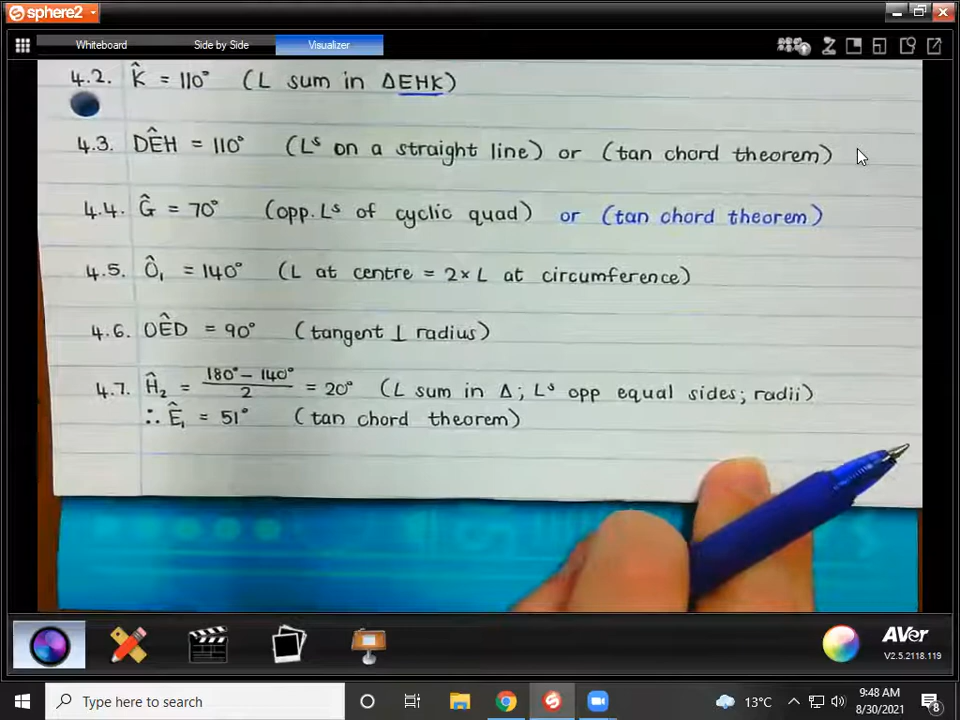 sphere2
Whiteboard Side by Side Visualizer
4.2. K̂ = 110° (L sum in ΔEHK)
4.3. DÊH = 110° (Lˢ on a straight line) or (tan chord theorem)
4.4. Ĝ = 70° (opp. Lˢ of cyclic quad) or (tan chord theorem)
4.5. Ô₁ = 140° (L at centre = 2 × L at circumference)
4.6. OÊD = 90° (tangent ⊥ radius)
4.7. Ĥ₂ = (180° - 140°)/2 = 20° (L sum in Δ; Lˢ opp equal sides; radii)
∴ Ê₁ = 51° (tan chord theorem)
AVer
V2.5.2118.119
Type here to search 13°C 9:48 AM
8/30/2021 8